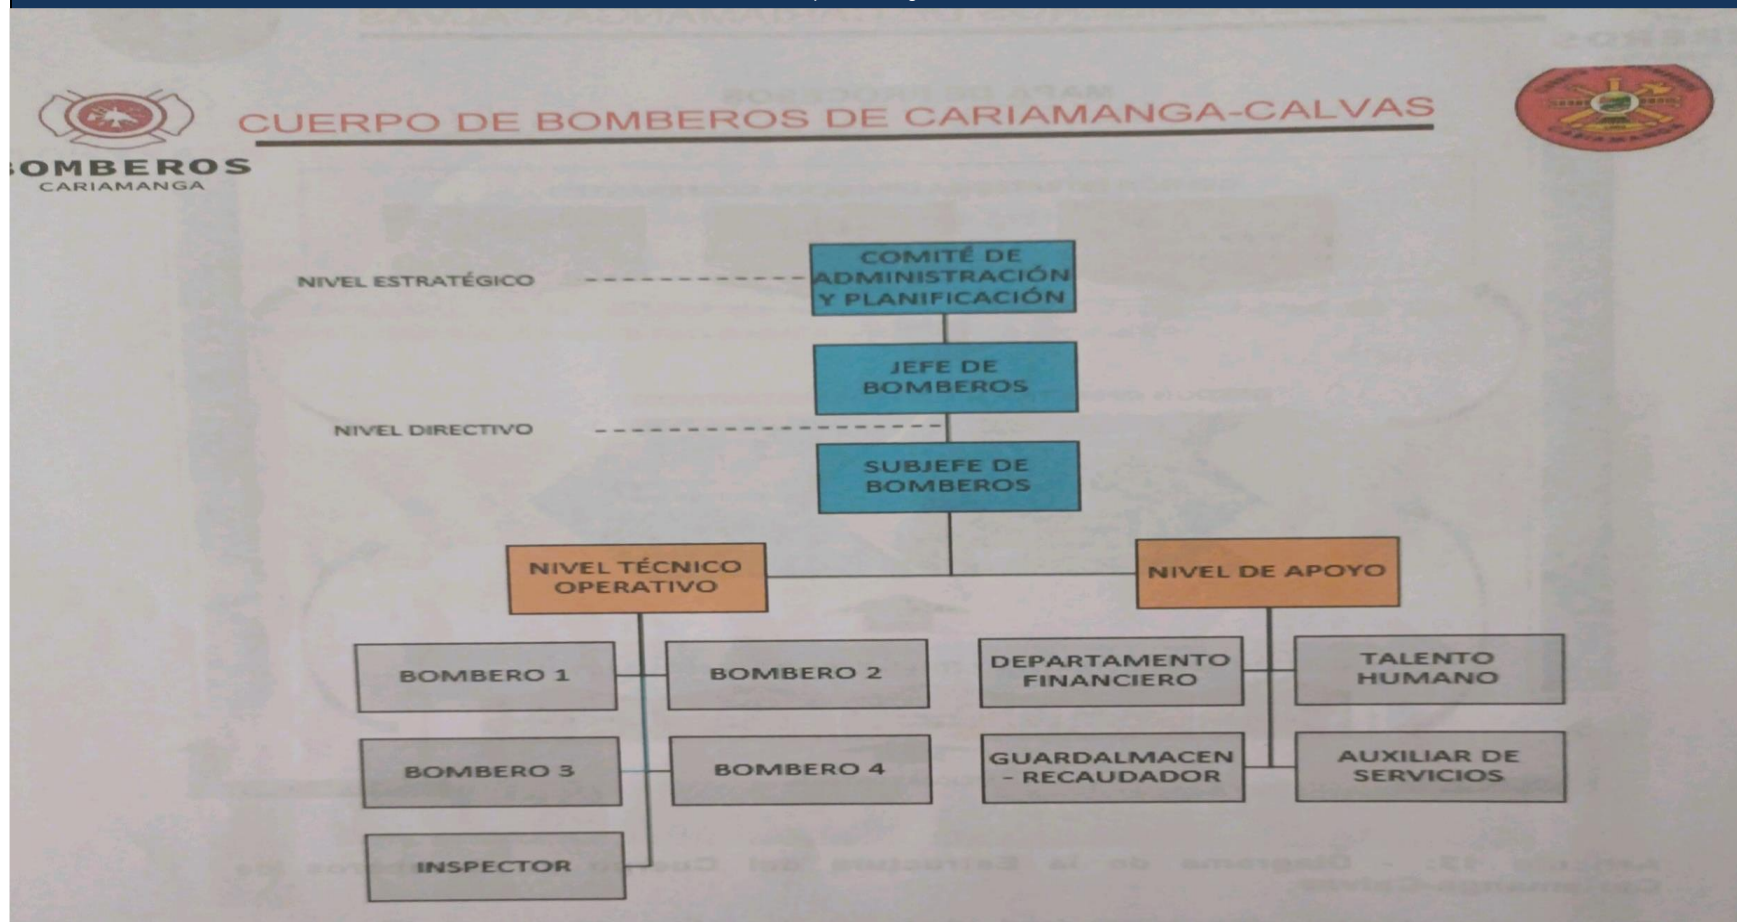 CUERPO DE BOMBEROS DE CARIAMANGA-CALVAS
OMBEROS
CARIAMANGA
CARIAMANGA
NIVEL ESTRATÉGICO
COMITÉ DE
ADMINISTRACIÓN
Y PLANIFICACIÓN
JEFE DE
BOMBEROS
NIVEL DIRECTIVO
SUBJEFE DE
BOMBEROS
NIVEL TÉCNICO
OPERATIVO
NIVEL DE APOYO
BOMBERO 1
BOMBERO 2
DEPARTAMENTO
FINANCIERO
TALENTO
HUMANO
BOMBERO 3
BOMBERO 4
GUARDALMACEN
- RECAUDADOR
AUXILIAR DE
SERVICIOS
INSPECTOR